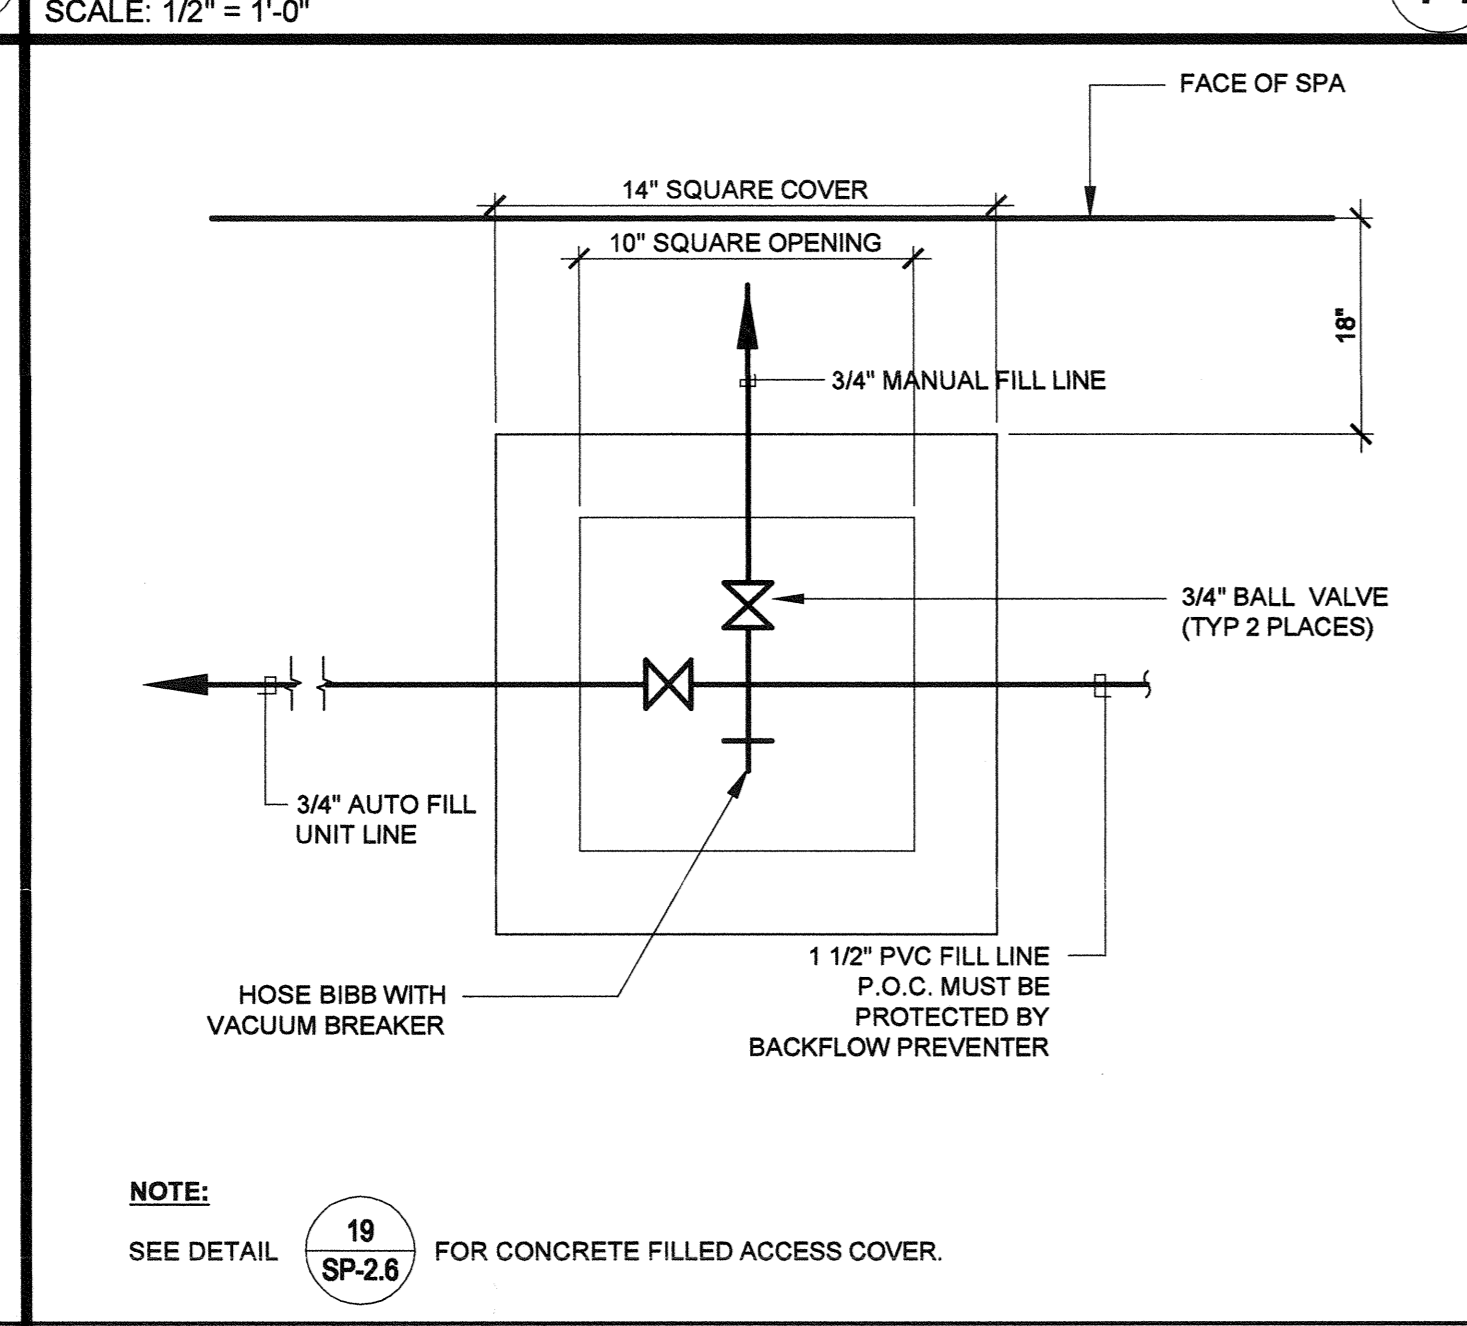 SCALE: 1/2" = 1'-0"
FACE OF SPA
14" SQUARE COVER
10" SQUARE OPENING
18"
3/4" MANUAL FILL LINE
3/4" BALL VALVE
(TYP 2 PLACES)
3/4" AUTO FILL
UNIT LINE
HOSE BIBB WITH
VACUUM BREAKER
1 1/2" PVC FILL LINE
P.O.C. MUST BE
PROTECTED BY
BACKFLOW PREVENTER
NOTE:
SEE DETAIL 19 SP-2.6 FOR CONCRETE FILLED ACCESS COVER.